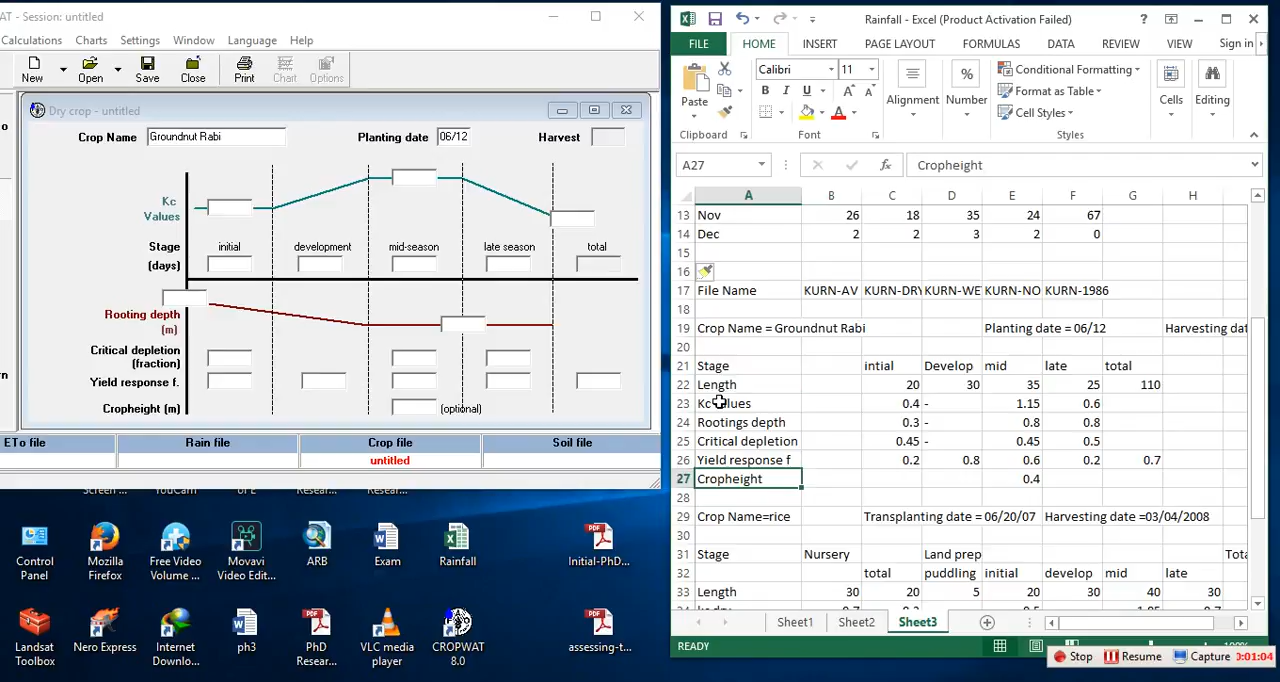 AT - Session: untitled
Calculations Charts Settings Window Language Help
New Open Save Close Print Chart Options
Dry crop - untitled
Crop Name Groundnut Rabi Planting date 06/12 Harvest
Kc
Values
Stage initial development mid-season late season total
(days)
Rooting depth
(m)
Critical depletion
(fraction)
Yield response f.
Cropheight (m) (optional)
ETo file Rain file Crop file Soil file
untitled
Screen ... YouCam of E Resear... Resear...
Control Panel
Mozilla Firefox
Free Video Volume ...
Movavi Video Edit...
ARB
Exam
Rainfall
Initial-PhD...
Landsat Toolbox
Nero Express
Internet Downlo...
ph3
PhD Resear...
VLC media player
CROPWAT 8.0
assessing-t...
Rainfall - Excel (Product Activation Failed)
FILE HOME INSERT PAGE LAYOUT FORMULAS DATA REVIEW VIEW Sign in
Paste Calibri 11 Alignment Number Conditional Formatting Cells Editing
B I U A A % Format as Table
A Cell Styles
Clipboard Font Styles
A27 fx Cropheight
A B C D E F G H
13 Nov 26 18 35 24 67
14 Dec 2 2 3 2 0
15
16
17 File Name KURN-AV KURN-DRY KURN-WE KURN-NO KURN-1986
18
19 Crop Name = Groundnut Rabi Planting date = 06/12 Harvesting dat
20
21 Stage intial Develop mid late total
22 Length 20 30 35 25 110
23 Kc values 0.4 - 1.15 0.6
24 Rootings depth 0.3 - 0.8 0.8
25 Critical depletion 0.45 - 0.45 0.5
26 Yield response f 0.2 0.8 0.6 0.2 0.7
27 Cropheight 0.4
28
29 Crop Name=rice Transplanting date = 06/20/07 Harvesting date =03/04/2008
30
31 Stage Nursery Land prep Tota
32 total puddling initial develop mid late
33 Length 30 20 5 20 30 40 30
Sheet1 Sheet2 Sheet3
READY
Stop Resume Capture 0:01:04